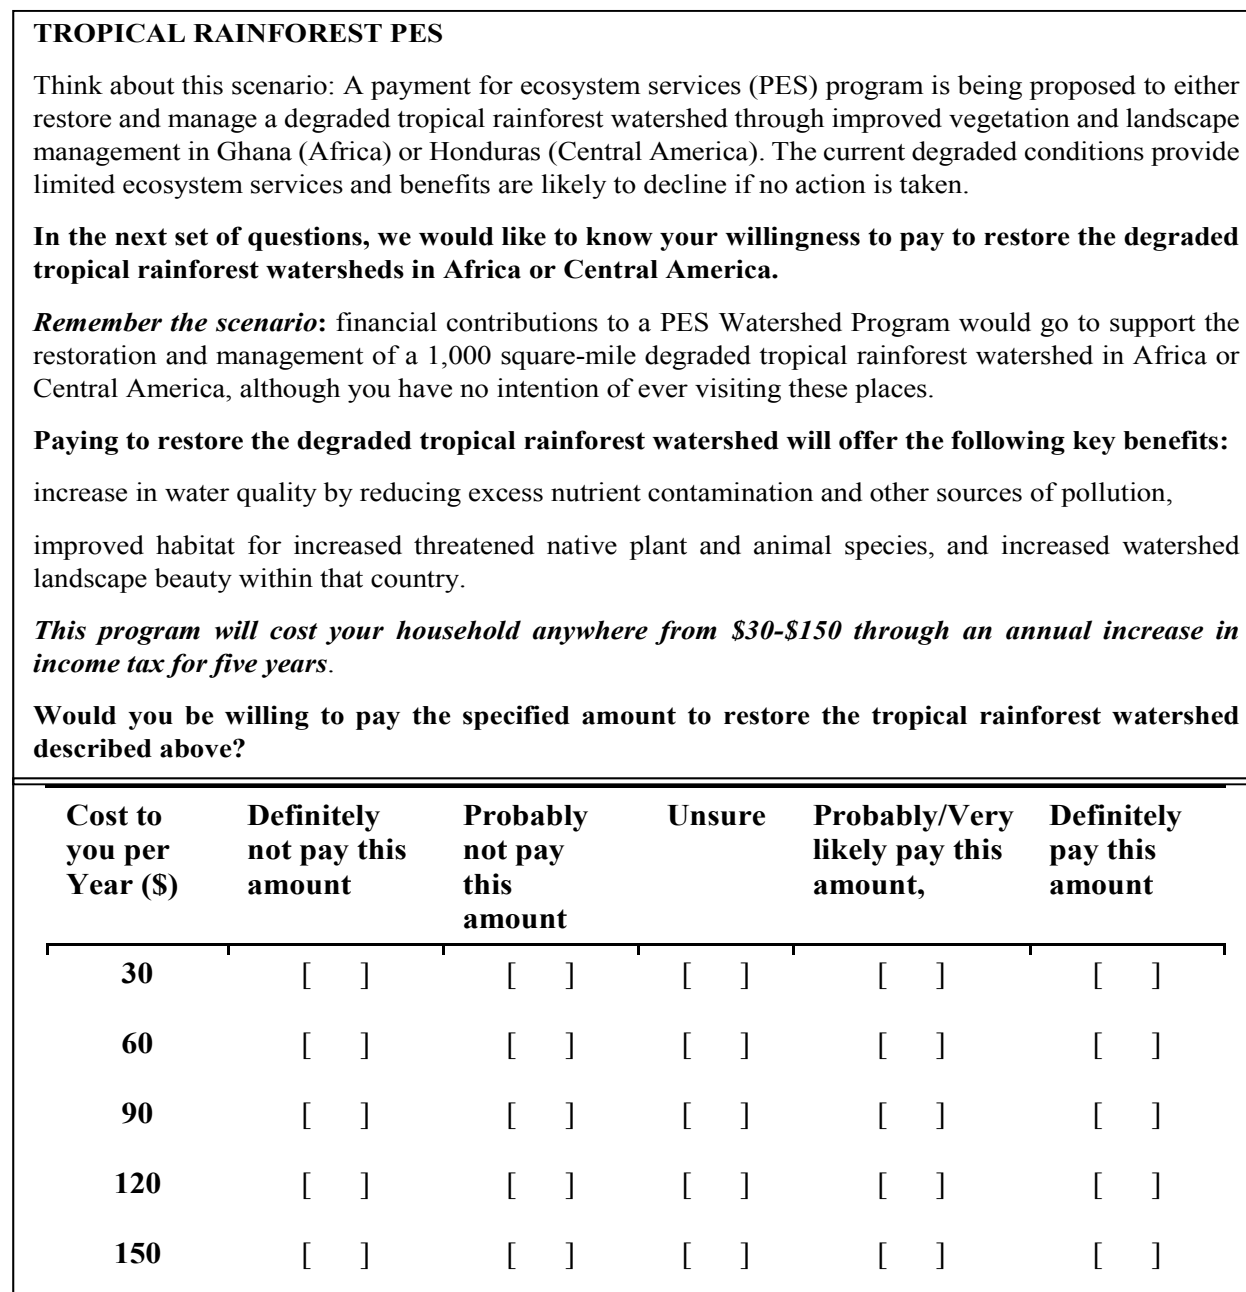 TROPICAL RAINFOREST PES
Think about this scenario: A payment for ecosystem services (PES) program is being proposed to either
restore and manage a degraded tropical rainforest watershed through improved vegetation and landscape
management in Ghana (Africa) or Honduras (Central America). The current degraded conditions provide
limited ecosystem services and benefits are likely to decline if no action is taken.
In the next set of questions, we would like to know your willingness to pay to restore the degraded
tropical rainforest watersheds in Africa or Central America.
Remember the scenario: financial contributions to a PES Watershed Program would go to support the
restoration and management of a 1,000 square-mile degraded tropical rainforest watershed in Africa or
Central America, although you have no intention of ever visiting these places.
Paying to restore the degraded tropical rainforest watershed will offer the following key benefits:
increase in water quality by reducing excess nutrient contamination and other sources of pollution,
improved habitat for increased threatened native plant and animal species, and increased watershed
landscape beauty within that country.
This program will cost your household anywhere from $30-$150 through an annual increase in
income tax for five years.
Would you be willing to pay the specified amount to restore the tropical rainforest watershed
described above?
Cost to Definitely Probably Unsure Probably/Very Definitely
you per not pay this not pay likely pay this pay this
Year ($) amount this amount, amount
amount
30 [ ] [ ] [ ] [ ] [ ]
60 [ ] [ ] [ ] [ ] [ ]
90 [ ] [ ] [ ] [ ] [ ]
120 [ ] [ ] [ ] [ ] [ ]
150 [ ] [ ] [ ] [ ] [ ]